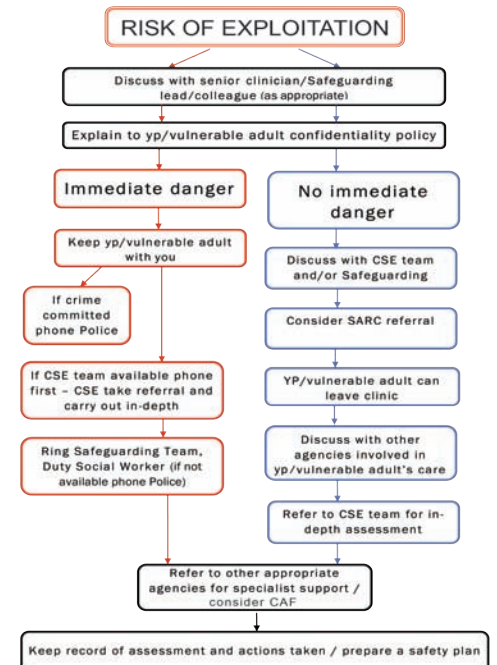 RISK OF EXPLOITATION
Discuss with senior clinician/Safeguarding
lead/colleague (as appropriate)
Explain to yp/vulnerable adult confidentiality policy
Immediate danger
Keep yp/vulnerable adult
with you
If crime
committed
phone Police
If CSE team available phone
first – CSE take referral and
carry out in-depth
Ring Safeguarding Team,
Duty Social Worker (if not
available phone Police)
No immediate
danger
Discuss with CSE team
and/or Safeguarding
Consider SARC referral
YP/vulnerable adult can
leave clinic
Discuss with other
agencies involved in
yp/vulnerable adult's care
Refer to CSE team for in-
depth assessment
Refer to other appropriate
agencies for specialist support /
consider CAF
Keep record of assessment and actions taken / prepare a safety plan